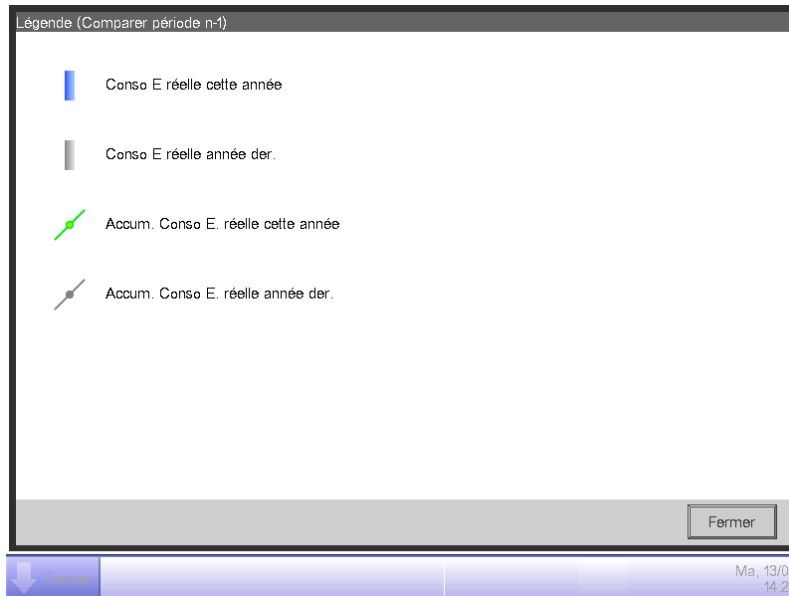 Légende (Comparer période n-1)
Conso E réelle cette année
Conso E réelle année der.
Accum. Conso E. réelle cette année
Accum. Conso E. réelle année der.
Fermer
Fermer
Ma, 13/0
14:2